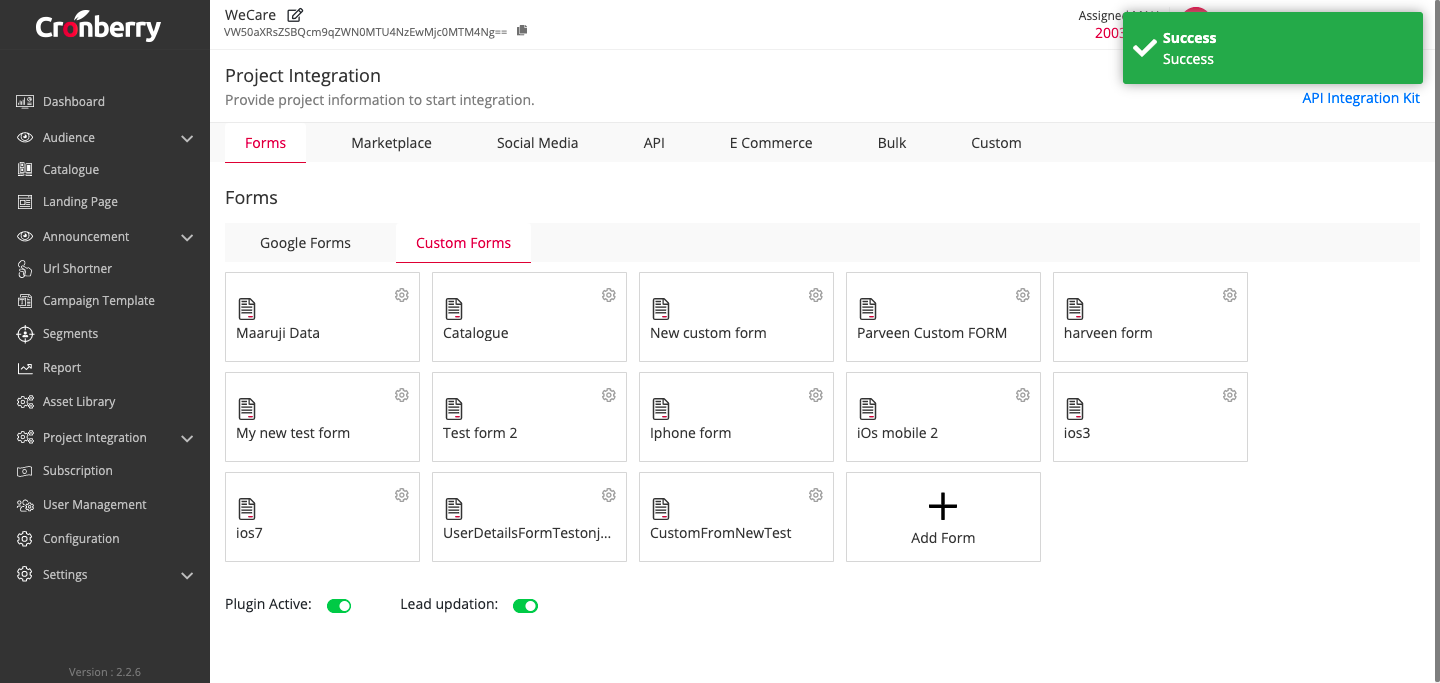 Cronberry
Dashboard
Audience
Catalogue
Landing Page
Announcement
Url Shortner
Campaign Template
Segments
Report
Asset Library
Project Integration
Subscription
User Management
Configuration
Settings
Version : 2.2.6
WeCare
VW50aXRsZSBQcm9qZWN0MTU4NzEwMjc0MTM4Ng==
Assigned
2003
Success
Success
Project Integration
Provide project information to start integration.
API Integration Kit
Forms Marketplace Social Media API E Commerce Bulk Custom
Forms
Google Forms Custom Forms
Maaruji Data Catalogue New custom form Parveen Custom FORM harveen form
My new test form Test form 2 Iphone form iOs mobile 2 ios3
ios7 UserDetailsFormTestonj... CustomFromNewTest Add Form
Plugin Active: Lead updation: